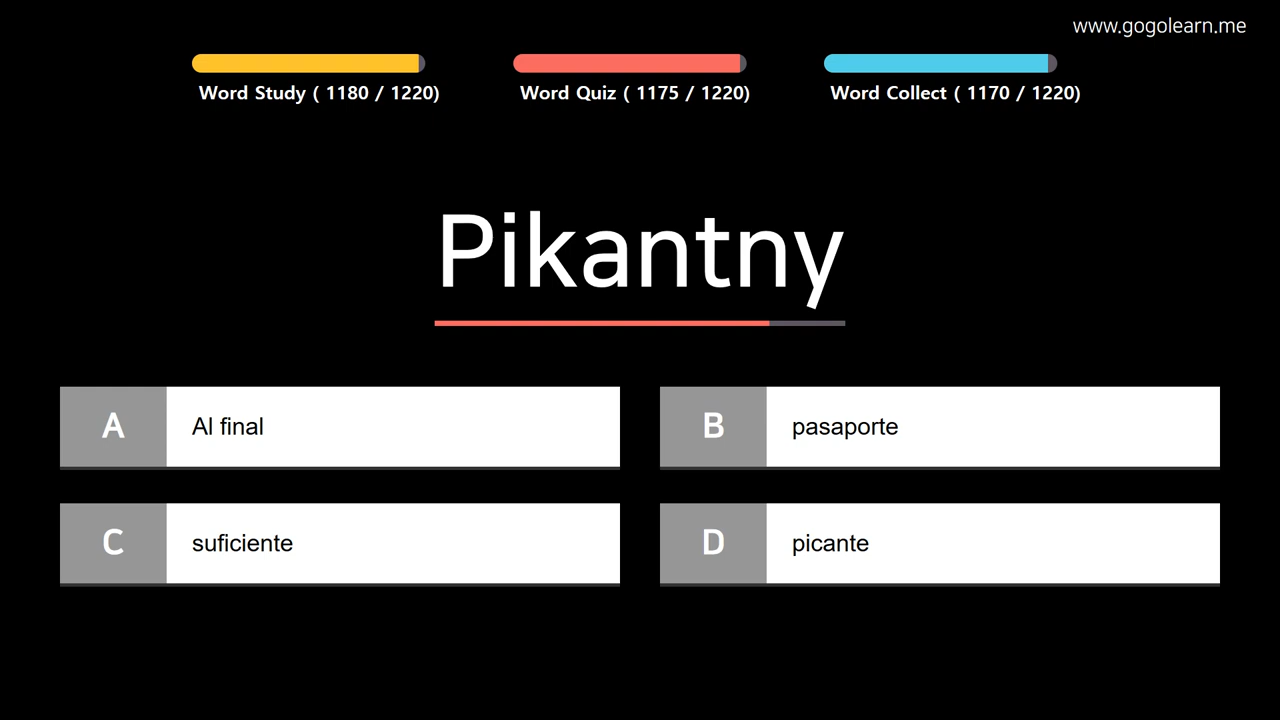 www.gogolearn.me
Word Study ( 1180 / 1220)
Word Quiz ( 1175 / 1220)
Word Collect ( 1170 / 1220)
Pikantny
A Al final
B pasaporte
C suficiente
D picante